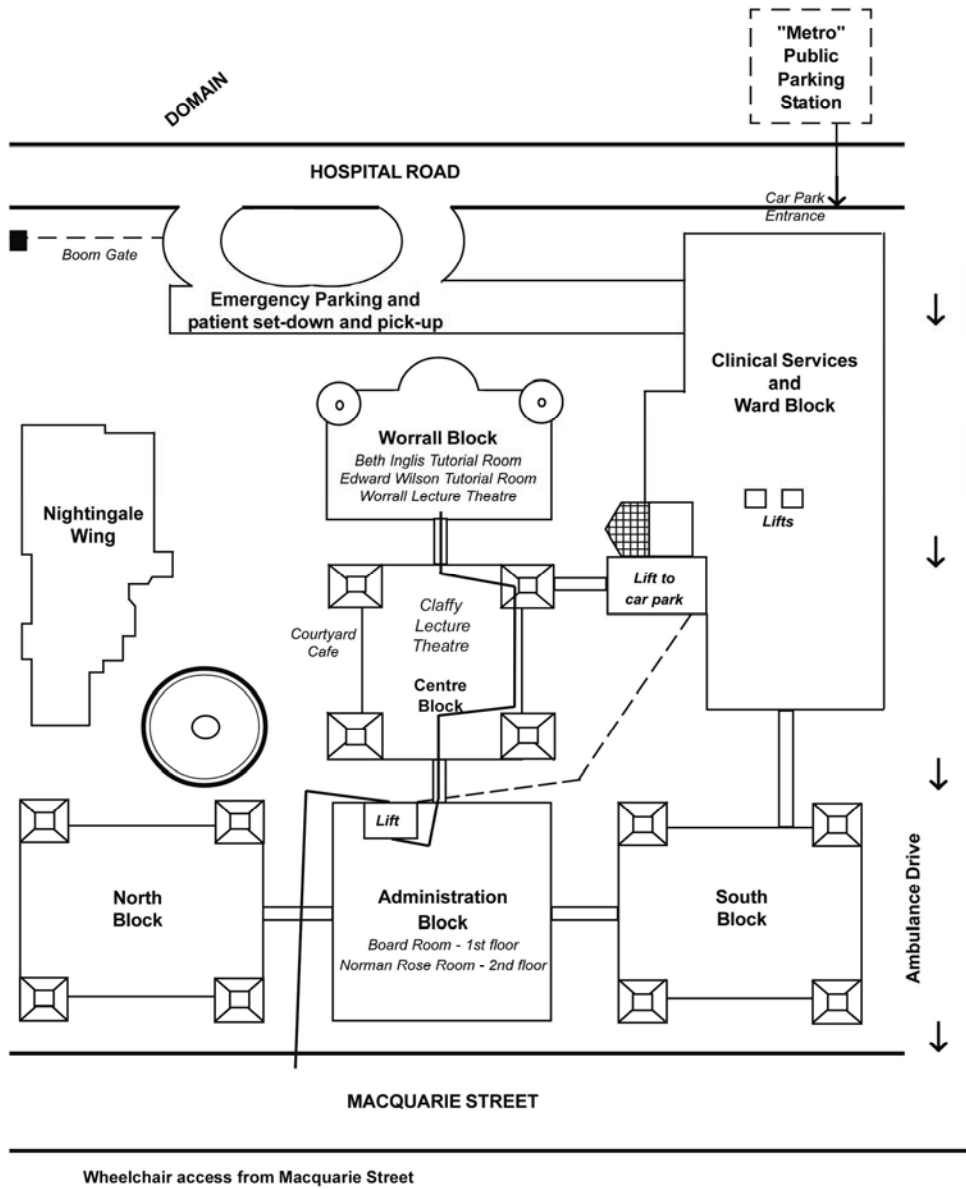 "Metro"
Public
Parking
Station
DOMAIN
HOSPITAL ROAD
Car Park
Entrance
Boom Gate
Emergency Parking and
patient set-down and pick-up
Clinical Services
and
Ward Block
Worrall Block
Beth Inglis Tutorial Room
Edward Wilson Tutorial Room
Worrall Lecture Theatre
Lifts
Nightingale
Wing
Lift to
car park
Claffy
Lecture
Theatre
Courtyard
Cafe
Centre
Block
Lift
North
Block
Administration
Block
Board Room - 1st floor
Norman Rose Room - 2nd floor
South
Block
Ambulance Drive
MACQUARIE STREET
Wheelchair access from Macquarie Street